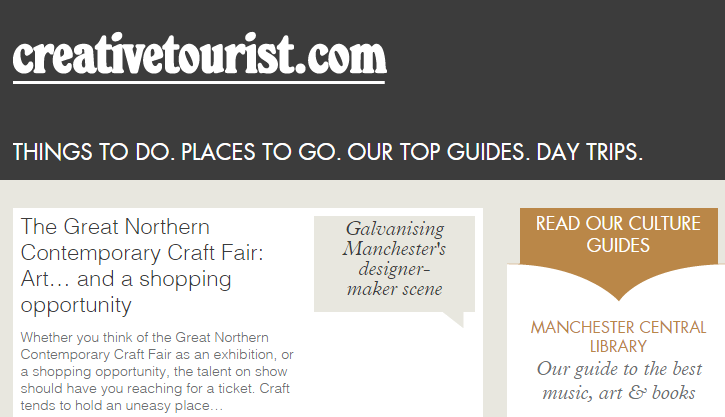 creativetourist.com
THINGS TO DO. PLACES TO GO. OUR TOP GUIDES. DAY TRIPS.
The Great Northern
Contemporary Craft Fair:
Art… and a shopping
opportunity
Whether you think of the Great Northern
Contemporary Craft Fair as an exhibition, or
a shopping opportunity, the talent on show
should have you reaching for a ticket. Craft
tends to hold an uneasy place…
Galvanising
Manchester's
designer-
maker scene
READ OUR CULTURE
GUIDES
MANCHESTER CENTRAL
LIBRARY
Our guide to the best
music, art & books